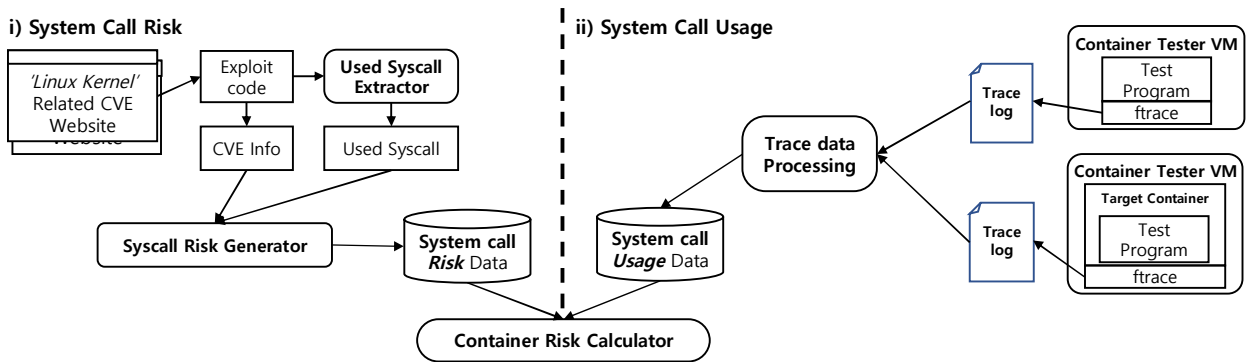 i) System Call Risk
'Linux Kernel'
Related CVE
Website
Website
Exploit
code
Used Syscall
Extractor
CVE Info
Used Syscall
Syscall Risk Generator
System call
Risk Data
ii) System Call Usage
Container Tester VM
Test
Program
ftrace
Trace
log
Trace data
Processing
Container Tester VM
Target Container
Test
Program
ftrace
Trace
log
System call
Usage Data
Container Risk Calculator